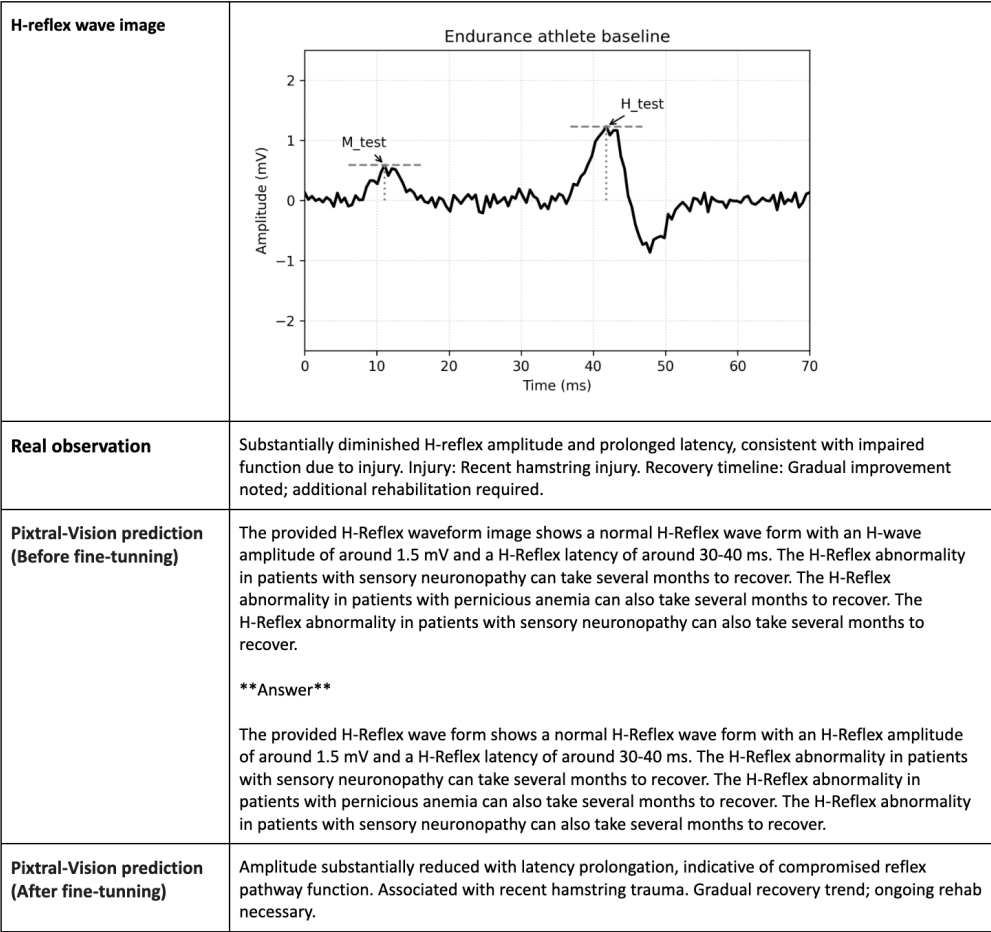 H-reflex wave image
Endurance athlete baseline
2
1
0
−1
−2
Amplitude (mV)
M_test
H_test
0 10 20 30 40 50 60 70
Time (ms)
Real observation
Substantially diminished H-reflex amplitude and prolonged latency, consistent with impaired
function due to injury. Injury: Recent hamstring injury. Recovery timeline: Gradual improvement
noted; additional rehabilitation required.
Pixtral-Vision prediction
(Before fine-tunning)
The provided H-Reflex waveform image shows a normal H-Reflex wave form with an H-wave
amplitude of around 1.5 mV and a H-Reflex latency of around 30-40 ms. The H-Reflex abnormality
in patients with sensory neuronopathy can take several months to recover. The H-Reflex
abnormality in patients with pernicious anemia can also take several months to recover. The
H-Reflex abnormality in patients with sensory neuronopathy can also take several months to
recover.
**Answer**
The provided H-Reflex wave form shows a normal H-Reflex wave form with an H-Reflex amplitude
of around 1.5 mV and a H-Reflex latency of around 30-40 ms. The H-Reflex abnormality in patients
with sensory neuronopathy can take several months to recover. The H-Reflex abnormality in
patients with pernicious anemia can also take several months to recover. The H-Reflex abnormality
in patients with sensory neuronopathy can also take several months to recover.
Pixtral-Vision prediction
(After fine-tunning)
Amplitude substantially reduced with latency prolongation, indicative of compromised reflex
pathway function. Associated with recent hamstring trauma. Gradual recovery trend; ongoing rehab
necessary.